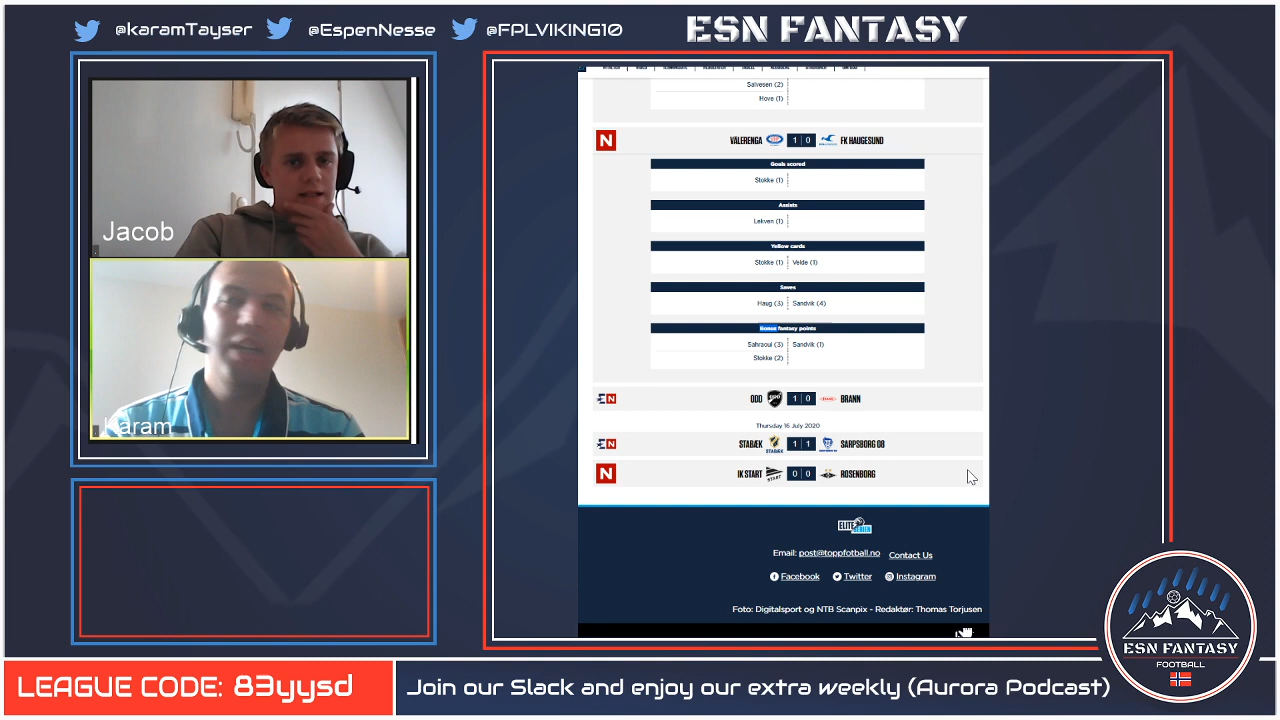 @karamTayser
@EspenNesse
@FPLVIKING10
ESN FANTASY
Jacob
Karam
Salvesen (2)
Hove (1)
N
VÅLERENGA 1 0 FK HAUGESUND
Goals scored
Stokke (1)
Assists
Lekven (1)
Yellow cards
Stokke (1) Velde (1)
Saves
Haug (3) Sandvik (4)
Bonus fantasy points
Sahraoui (3) Sandvik (1)
Stokke (2)
EN ODD 1 0 BRANN
Thursday 16 July 2020
EN STABÆK 1 1 SARPSBORG 08
N IK START 0 0 ROSENBORG
Email: post@toppfotball.no Contact Us
Facebook Twitter Instagram
Foto: Digitalsport og NTB Scanpix - Redaktør: Thomas Torjusen
ESN FANTASY
FOOTBALL
LEAGUE CODE: 83yysd
Join our Slack and enjoy our extra weekly (Aurora Podcast)